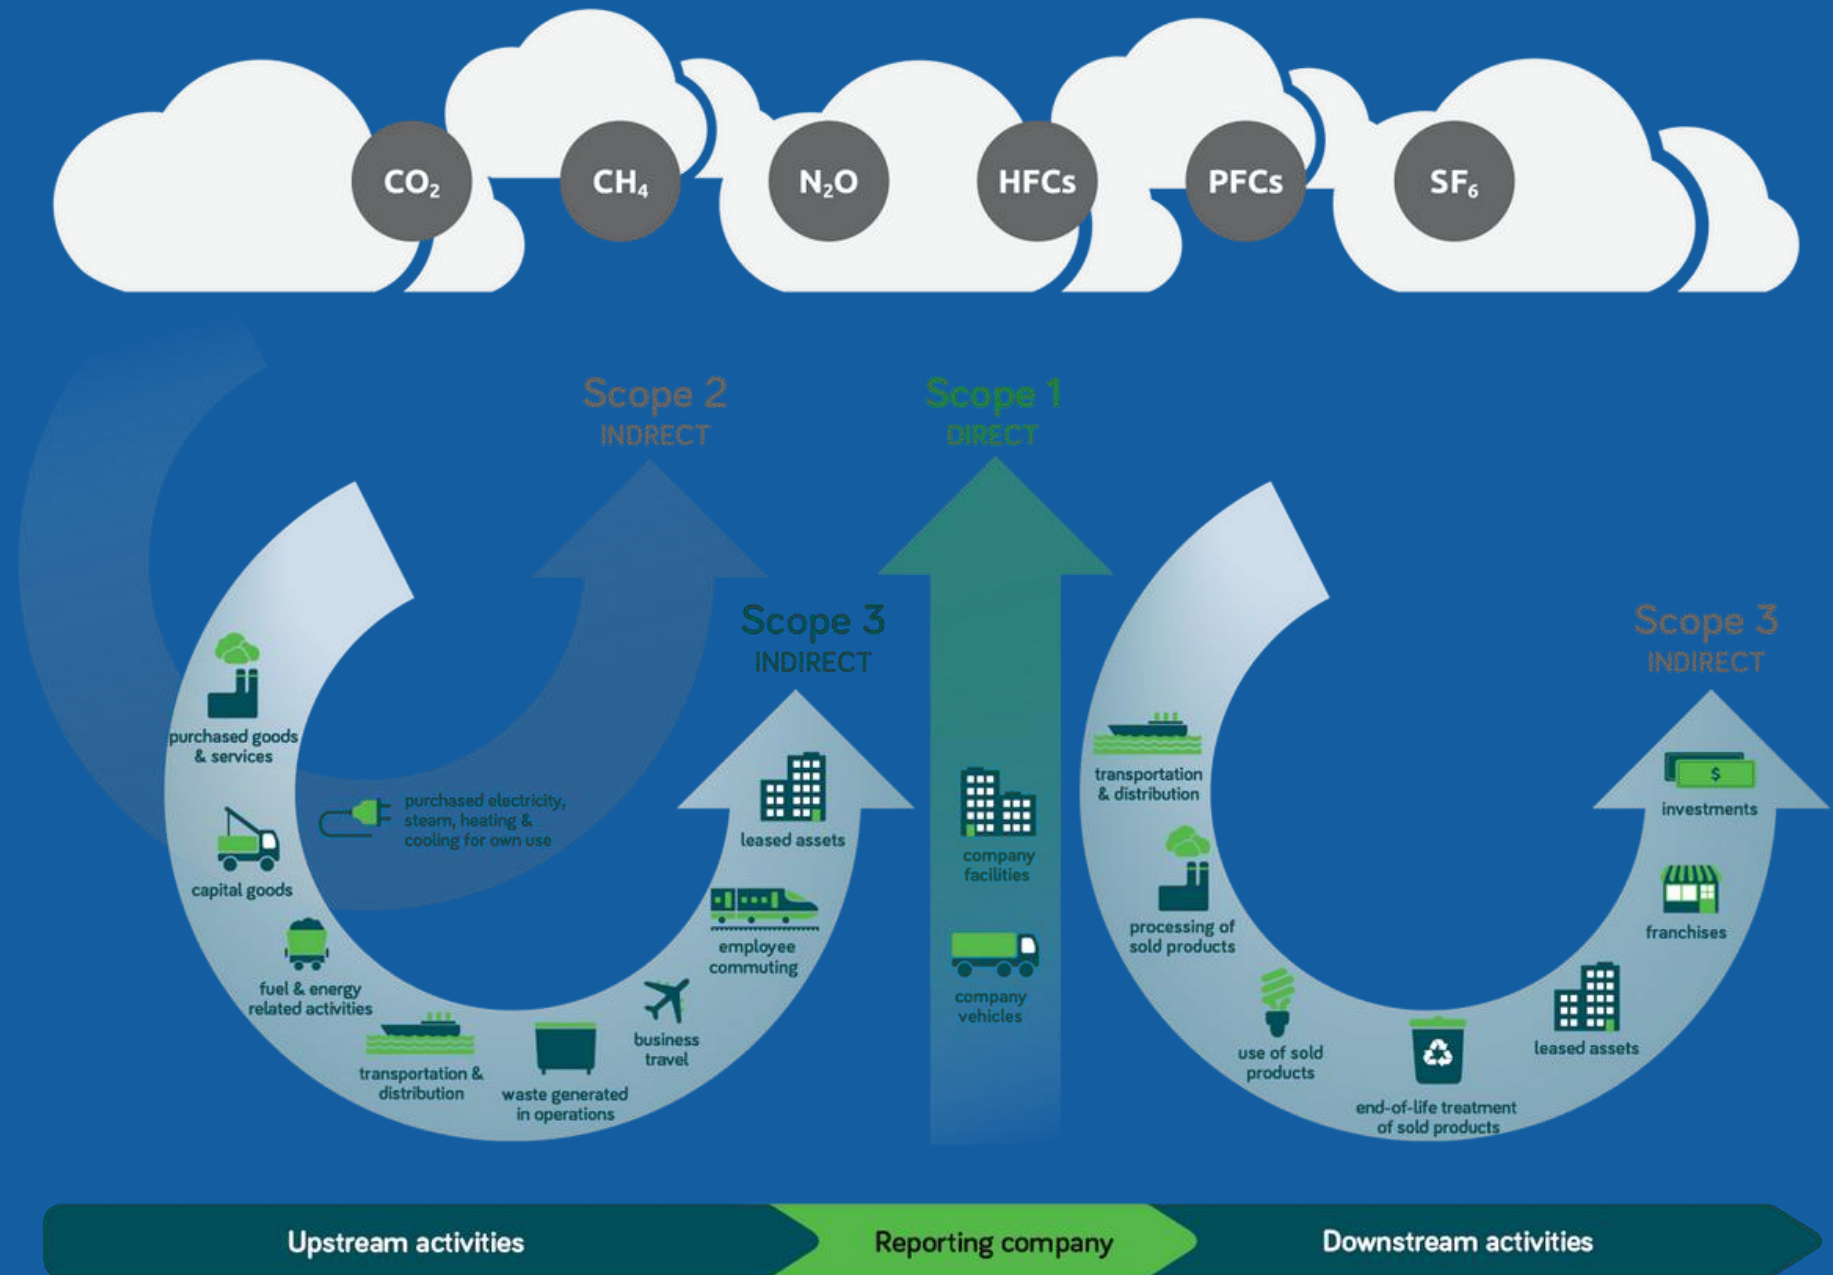 CO₂
CH₄
N₂O
HFCs
PFCs
SF₆
Scope 2
INDRECT
Scope 1
DIRECT
Scope 3
INDIRECT
Scope 3
INDIRECT
purchased goods
& services
capital goods
fuel & energy
related activities
transportation &
distribution
waste generated
in operations
business
travel
employee
commuting
leased assets
purchased electricity,
steam, heating &
cooling for own use
company
facilities
company
vehicles
transportation
& distribution
processing of
sold products
use of sold
products
end-of-life treatment
of sold products
leased assets
franchises
$
investments
Upstream activities
Reporting company
Downstream activities